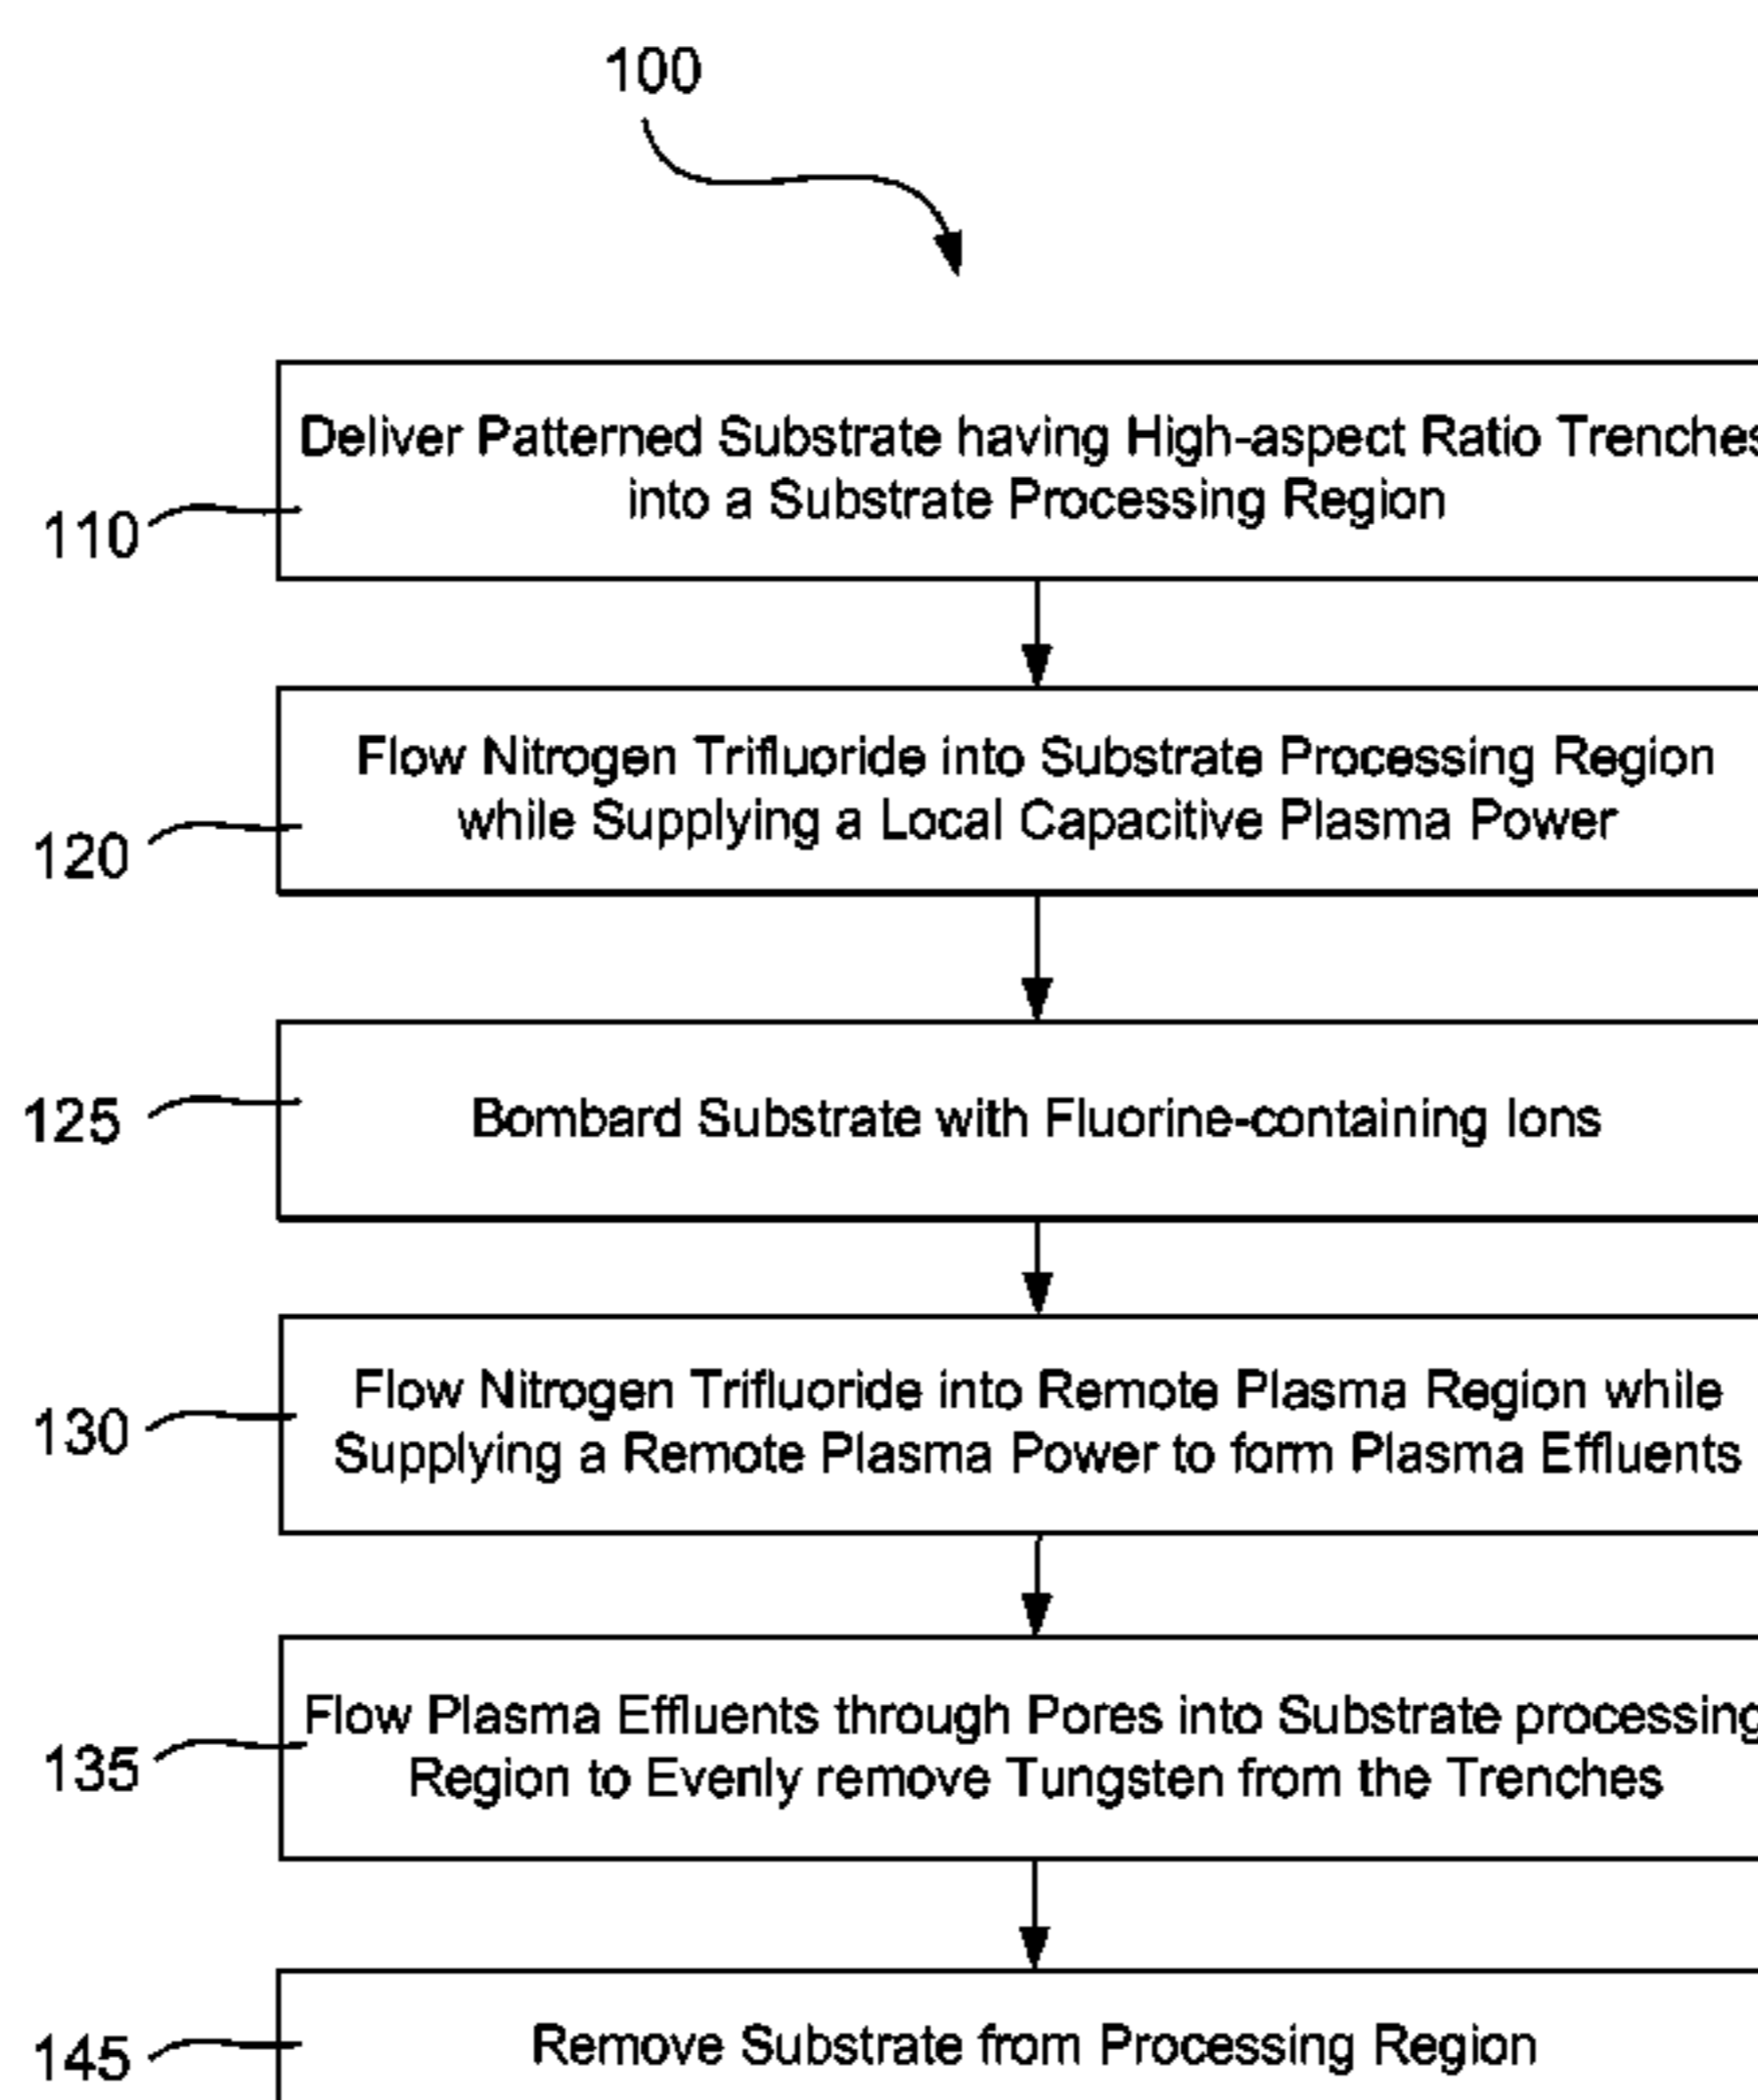 100
Deliver Patterned Substrate having High-aspect Ratio Trenches
into a Substrate Processing Region
110
Flow Nitrogen Trifluoride into Substrate Processing Region
while Supplying a Local Capacitive Plasma Power
120
Bombard Substrate with Fluorine-containing Ions
125
Flow Nitrogen Trifluoride into Remote Plasma Region while
Supplying a Remote Plasma Power to form Plasma Effluents
130
Flow Plasma Effluents through Pores into Substrate processing
Region to Evenly remove Tungsten from the Trenches
135
Remove Substrate from Processing Region
145